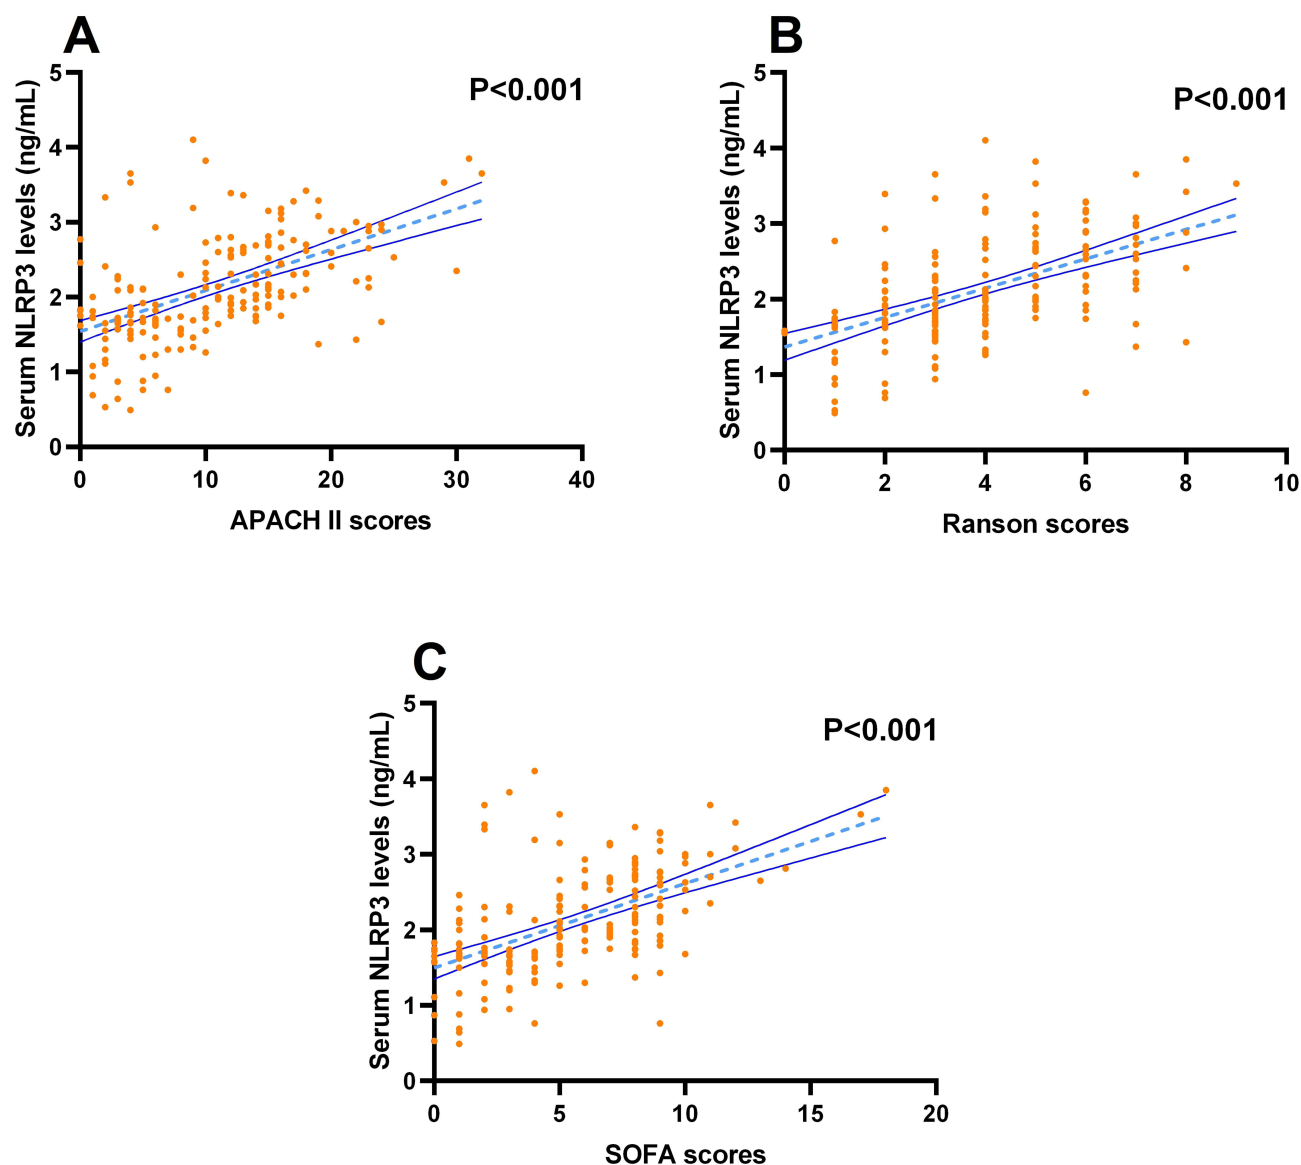 A
B
P<0.001
P<0.001
Serum NLRP3 levels (ng/mL)
5
4
3
2
1
0
0 10 20 30 40
APACH II scores
Serum NLRP3 levels (ng/mL)
5
4
3
2
1
0
0 2 4 6 8 10
Ranson scores
C
P<0.001
Serum NLRP3 levels (ng/mL)
5
4
3
2
1
0
0 5 10 15 20
SOFA scores